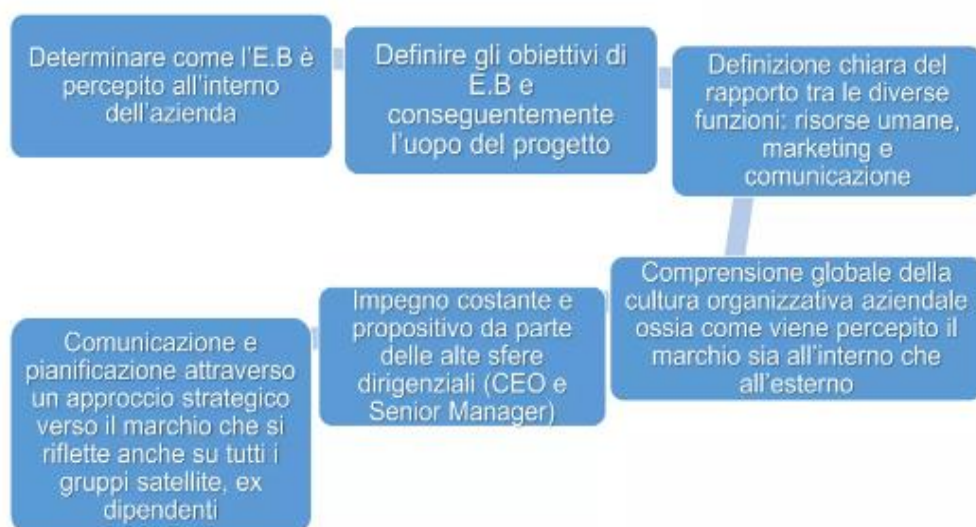 Determinare come l'E.B è
percepito all'interno
dell'azienda
Definire gli obiettivi di
E.B e
conseguentemente
l'uopo del progetto
Definizione chiara del
rapporto tra le diverse
funzioni: risorse umane,
marketing e
comunicazione
Comprensione globale della
cultura organizzativa aziendale
ossia come viene percepito il
marchio sia all'interno che
all'esterno
Impegno costante e
propositivo da parte
delle alte sfere
dirigenziali (CEO e
Senior Manager)
Comunicazione e
pianificazione attraverso
un approccio strategico
verso il marchio che si
riflette anche su tutti i
gruppi satellite, ex
dipendenti